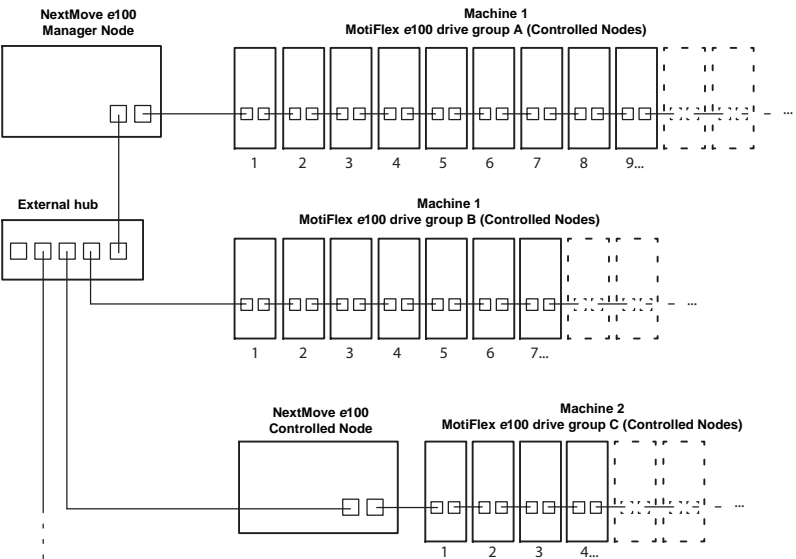 NextMove e100
Manager Node
Machine 1
MotiFlex e100 drive group A (Controlled Nodes)
1 2 3 4 5 6 7 8 9...
...
External hub
Machine 1
MotiFlex e100 drive group B (Controlled Nodes)
...
1 2 3 4 5 6 7...
NextMove e100
Controlled Node
Machine 2
MotiFlex e100 drive group C (Controlled Nodes)
...
1 2 3 4...